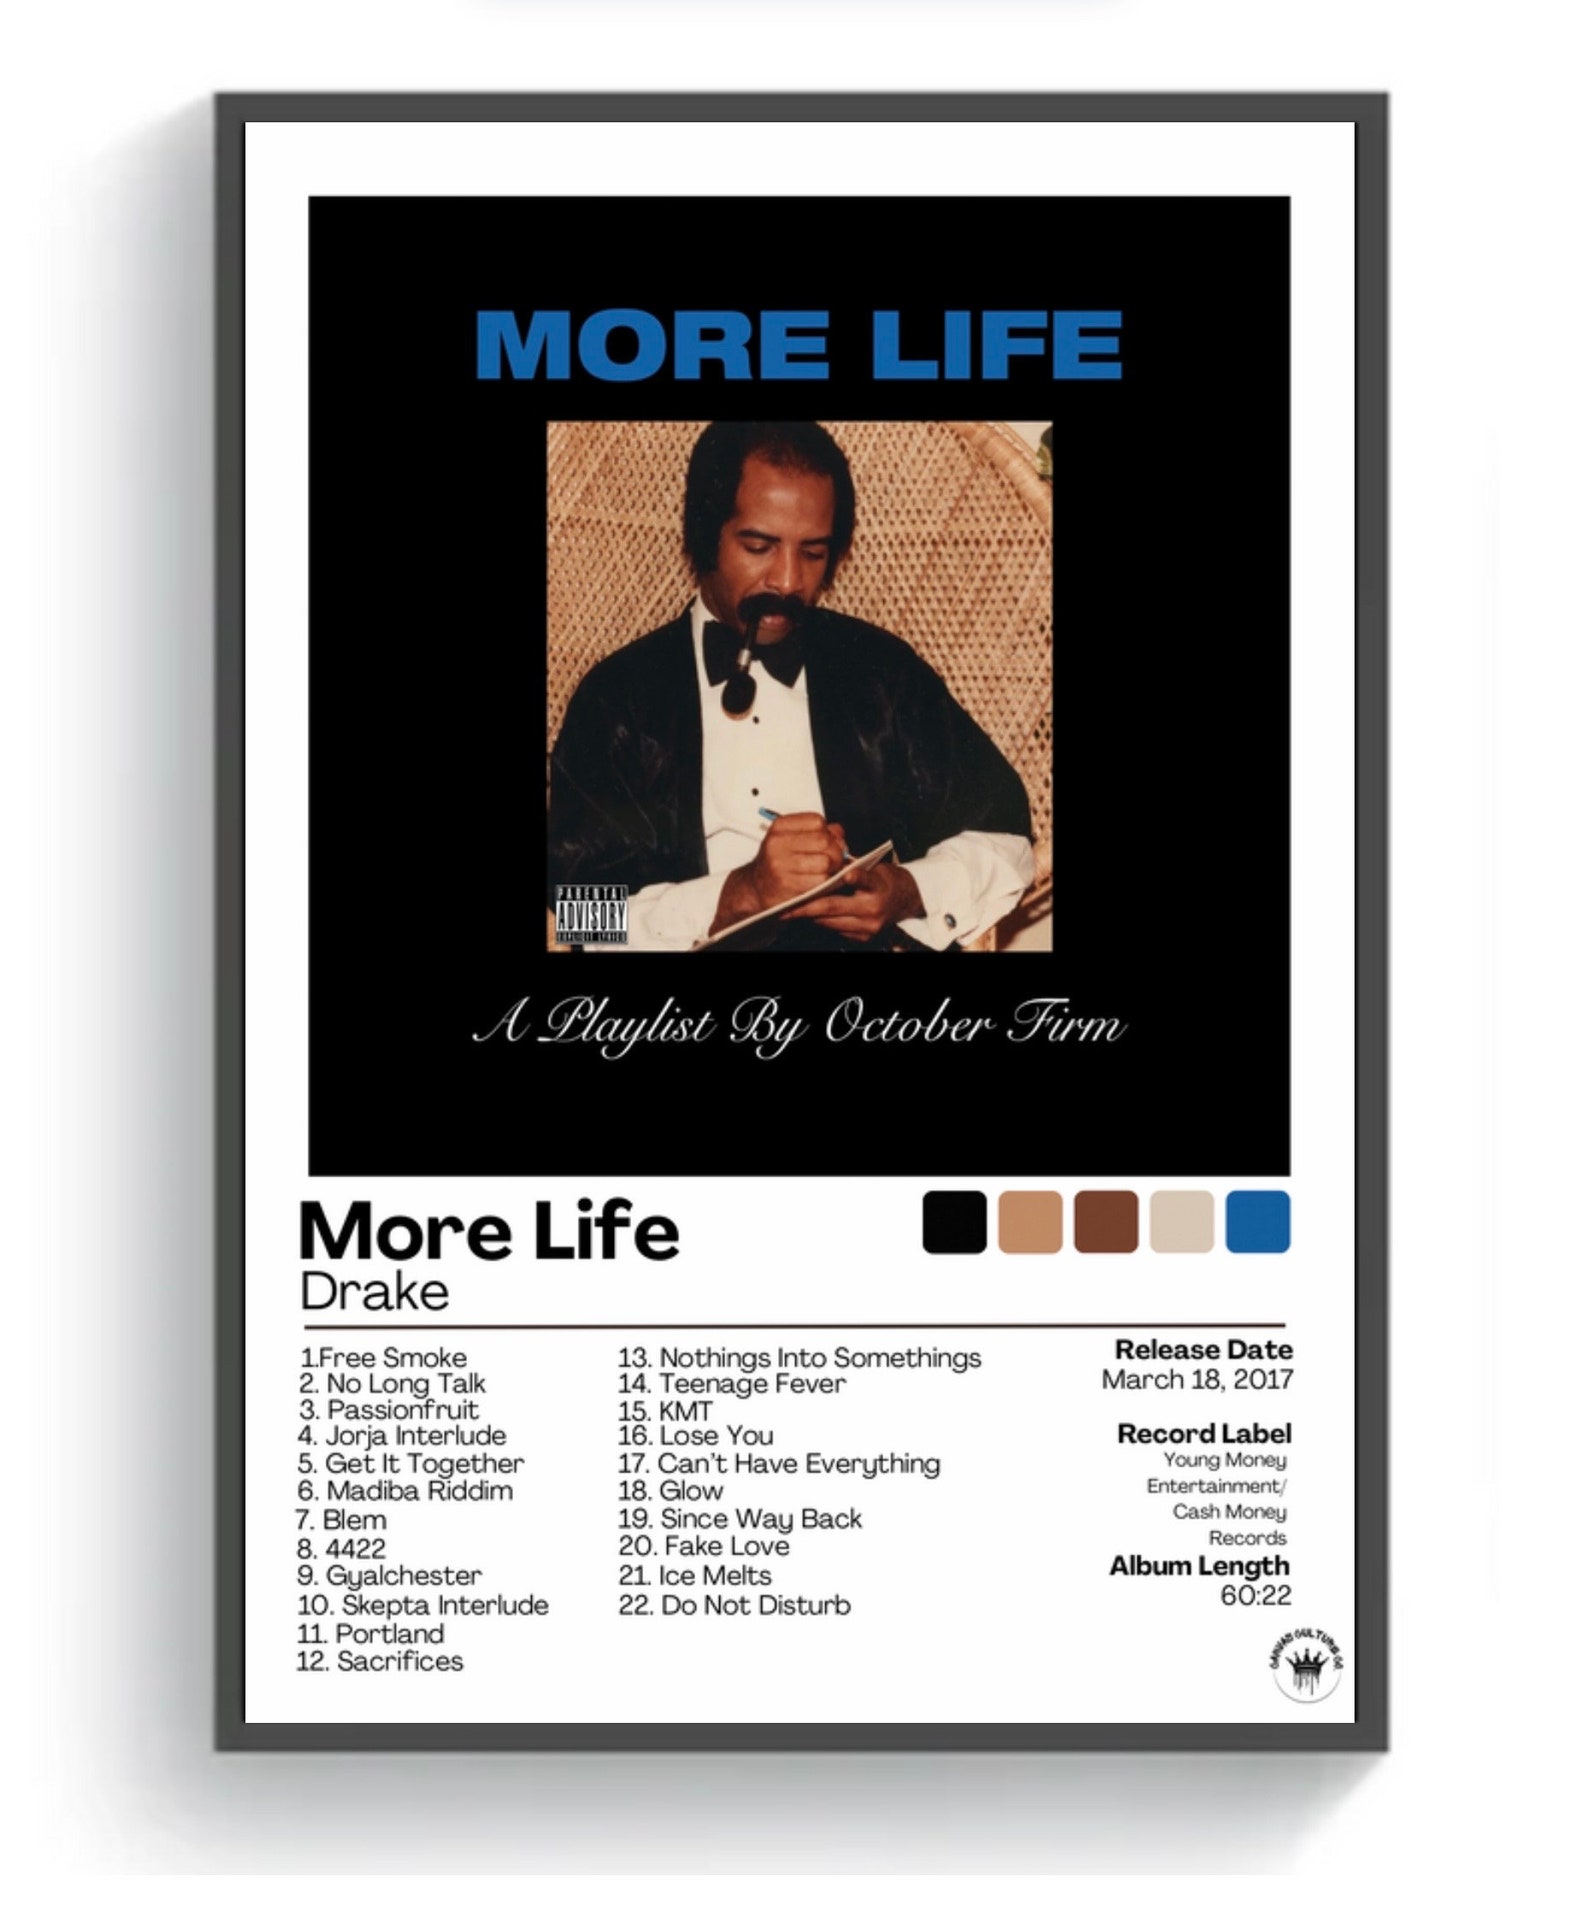 MORE LIFE
PARENTAL
ADVISORY
EXPLICIT LYRICS
A Playlist By October Firm
More Life
Drake
1.Free Smoke
2. No Long Talk
3. Passionfruit
4. Jorja Interlude
5. Get It Together
6. Madiba Riddim
7. Blem
8. 4422
9. Gyalchester
10. Skepta Interlude
11. Portland
12. Sacrifices
13. Nothings Into Somethings
14. Teenage Fever
15. KMT
16. Lose You
17. Can't Have Everything
18. Glow
19. Since Way Back
20. Fake Love
21. Ice Melts
22. Do Not Disturb
Release Date
March 18, 2017
Record Label
Young Money
Entertainment/
Cash Money
Records
Album Length
60:22
CANVAS CULTURE CO.